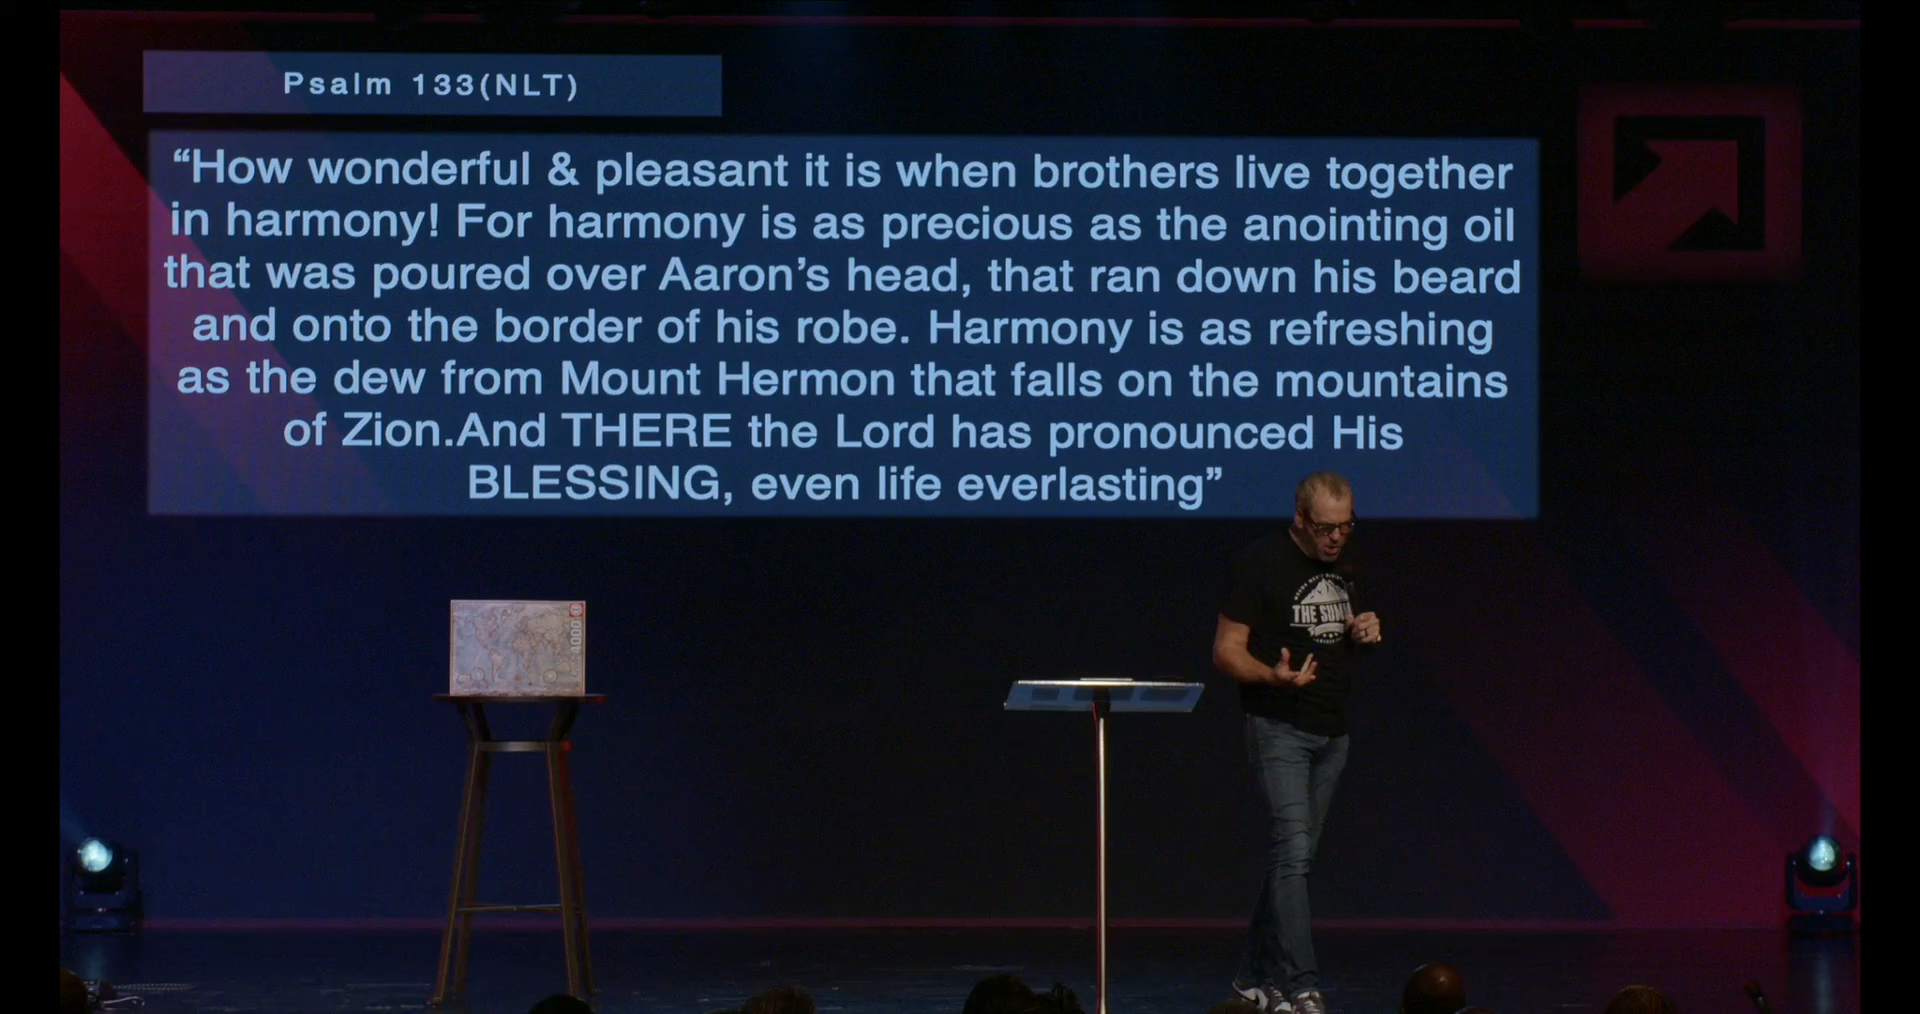 Psalm 133(NLT)
“How wonderful & pleasant it is when brothers live together
in harmony! For harmony is as precious as the anointing oil
that was poured over Aaron’s head, that ran down his beard
and onto the border of his robe. Harmony is as refreshing
as the dew from Mount Hermon that falls on the mountains
of Zion.And THERE the Lord has pronounced His
BLESSING, even life everlasting”
4000
THE